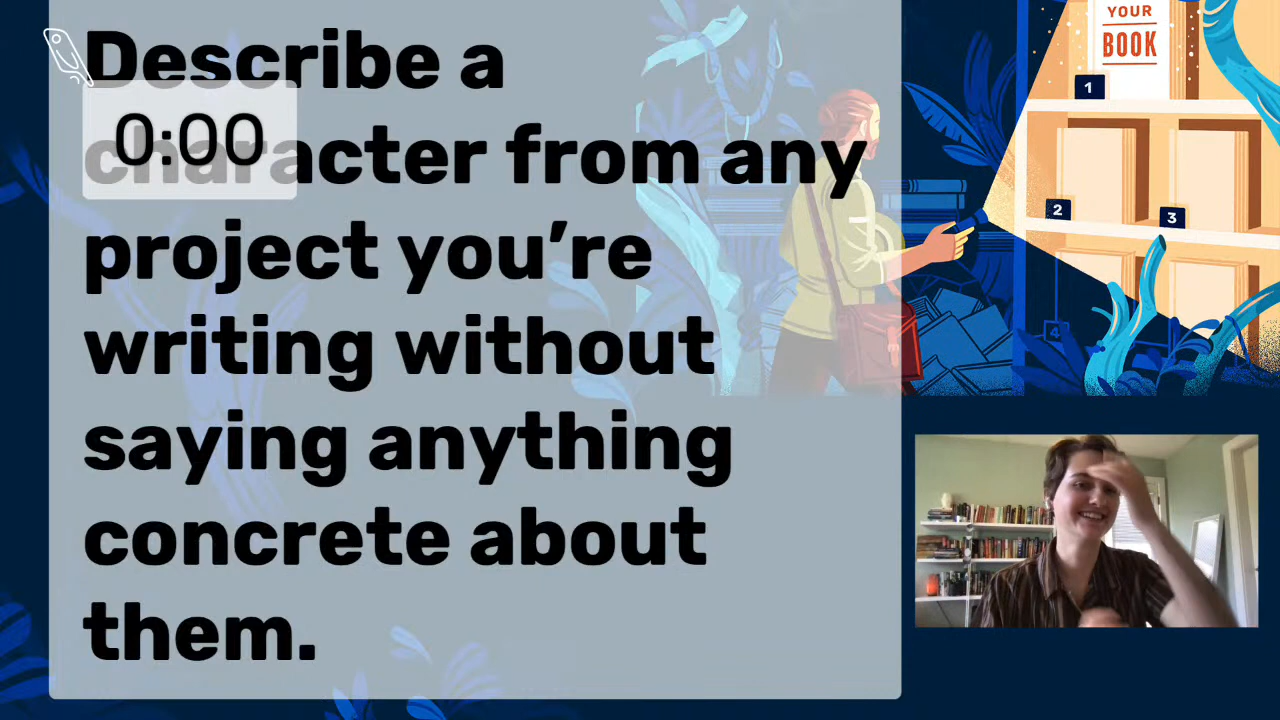 Describe a
0:00
character from any
project you’re
writing without
saying anything
concrete about
them.
YOUR
BOOK
1
2
3
4